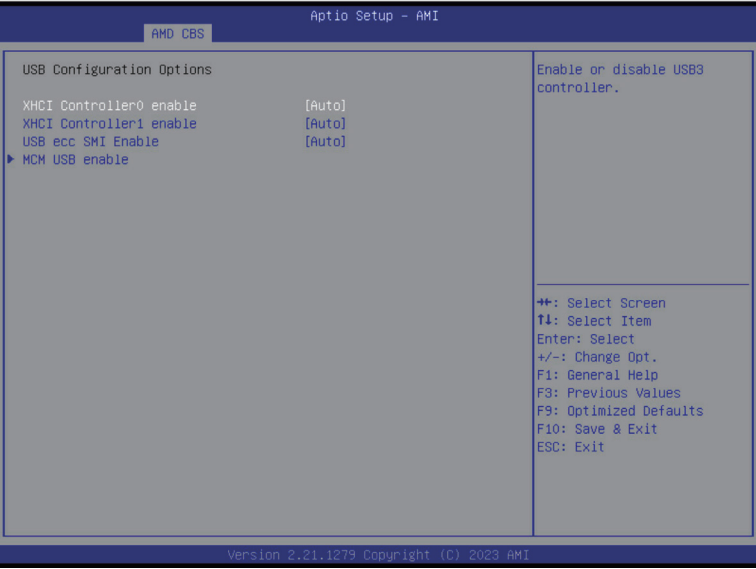 Aptio Setup – AMI
AMD CBS
USB Configuration Options
XHCI Controller0 enable [Auto]
XHCI Controller1 enable [Auto]
USB ecc SMI Enable [Auto]
MCM USB enable
Enable or disable USB3
controller.
→←: Select Screen
↑↓: Select Item
Enter: Select
+/-: Change Opt.
F1: General Help
F3: Previous Values
F9: Optimized Defaults
F10: Save & Exit
ESC: Exit
Version 2.21.1279 Copyright (C) 2023 AMI